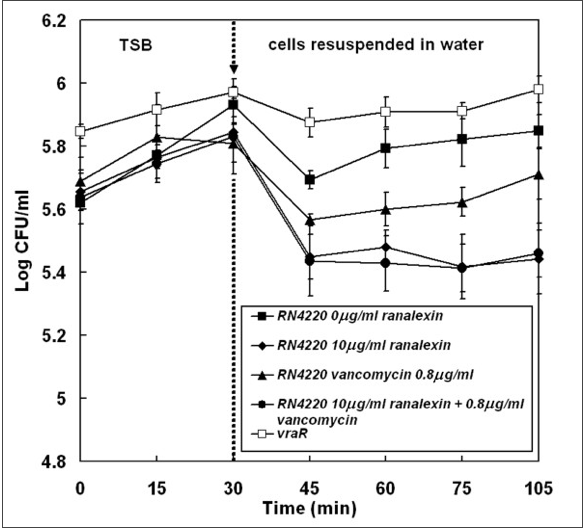 6.2
TSB
cells resuspended in water
6
5.8
5.6
5.4
5.2
5
4.8
Log CFU/ml
RN4220 0µg/ml ranalexin
RN4220 10µg/ml ranalexin
RN4220 vancomycin 0.8µg/ml
RN4220 10µg/ml ranalexin + 0.8µg/ml
vancomycin
vraR
0 15 30 45 60 75 105
Time (min)